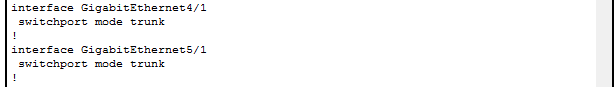 interface GigabitEthernet4/1
 switchport mode trunk
!
interface GigabitEthernet5/1
 switchport mode trunk
!